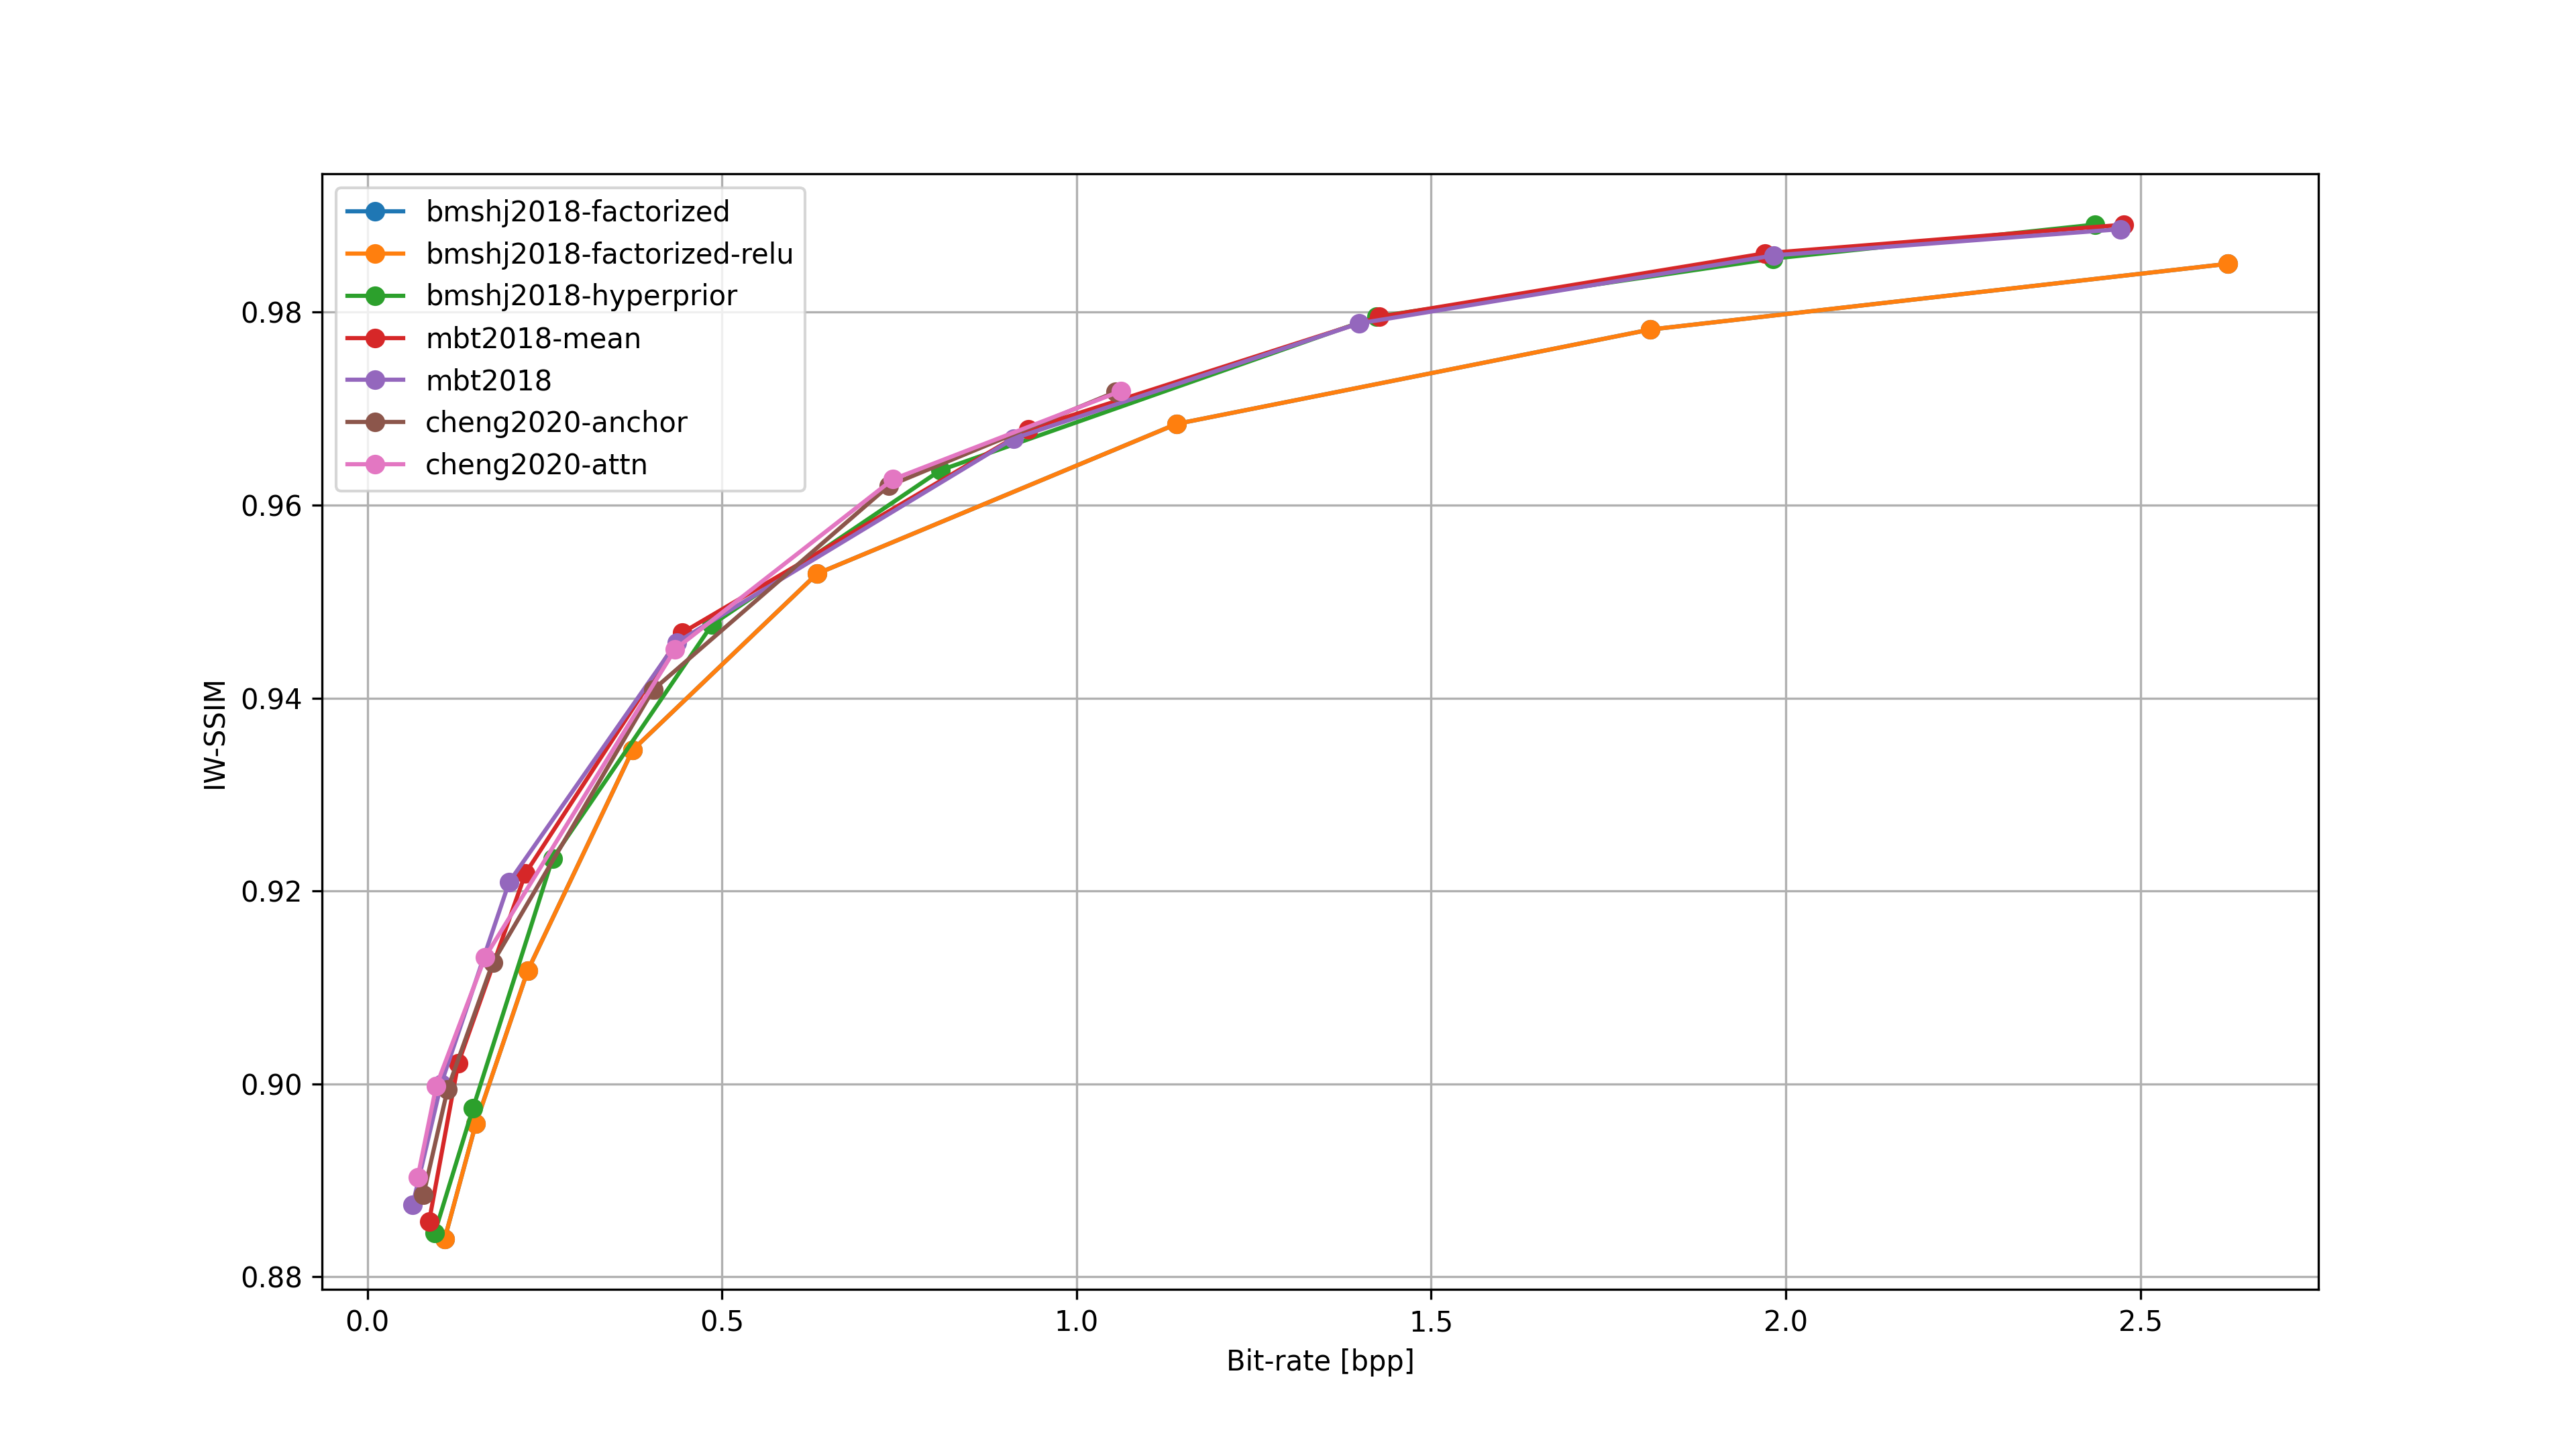 bmshj2018-factorized
bmshj2018-factorized-relu
bmshj2018-hyperprior
mbt2018-mean
mbt2018
cheng2020-anchor
cheng2020-attn
0.98
0.96
0.94
0.92
0.90
0.88
IW-SSIM
0.0 0.5 1.0 1.5 2.0 2.5
Bit-rate [bpp]